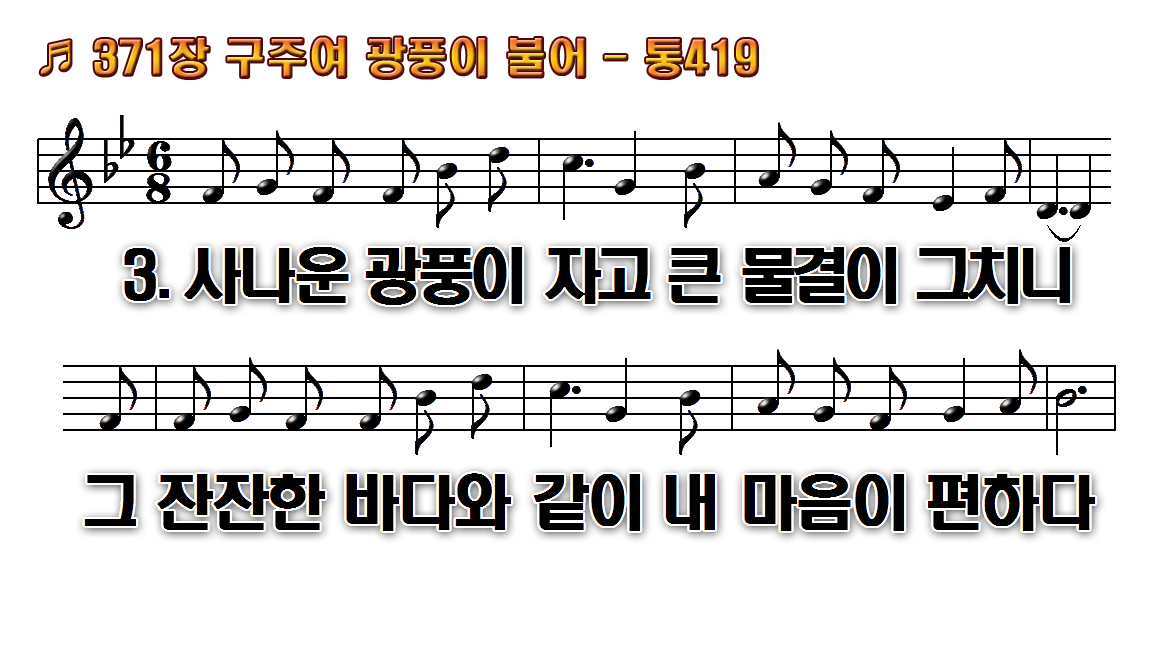 ♬ 371장 구주여 광풍이 불어 - 통419
3. 사나운 광풍이 자고 큰 물결이 그치니
그 잔잔한 바다와 같이 내 마음이 편하다